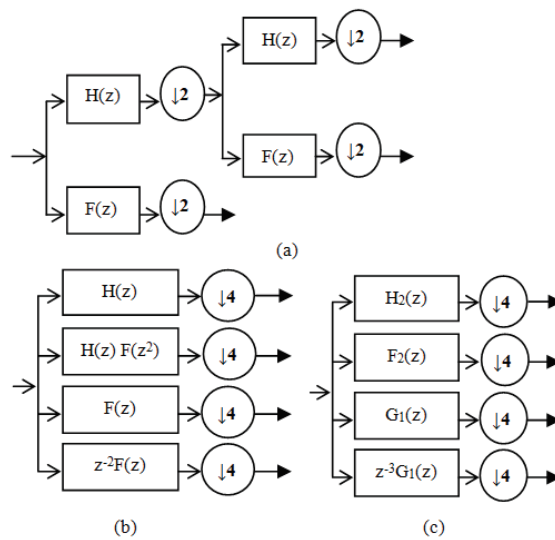 H(z)
↓2
H(z)
↓2
F(z)
↓2
F(z)
↓2
(a)
H(z)
↓4
H(z) F(z²)
↓4
F(z)
↓4
z⁻²F(z)
↓4
(b)
H₂(z)
↓4
F₂(z)
↓4
G₁(z)
↓4
z⁻³G₁(z)
↓4
(c)